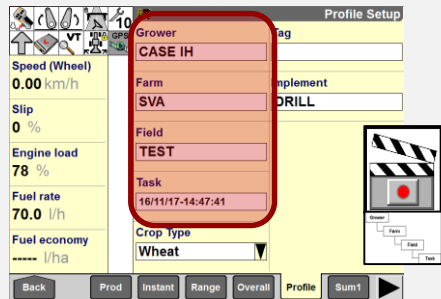 Profile Setup
10
VT
GPS
Speed (Wheel)
0.00 km/h
Slip
0 %
Engine load
78 %
Fuel rate
70.0 l/h
Fuel economy
----- l/ha
Grower
CASE IH
Farm
SVA
Field
TEST
Task
16/11/17-14:47:41
Crop Type
Wheat
Tag
Implement
DRILL
Grower
Farm
Field
Task
Back
Prod
Instant
Range
Overall
Profile
Sum1